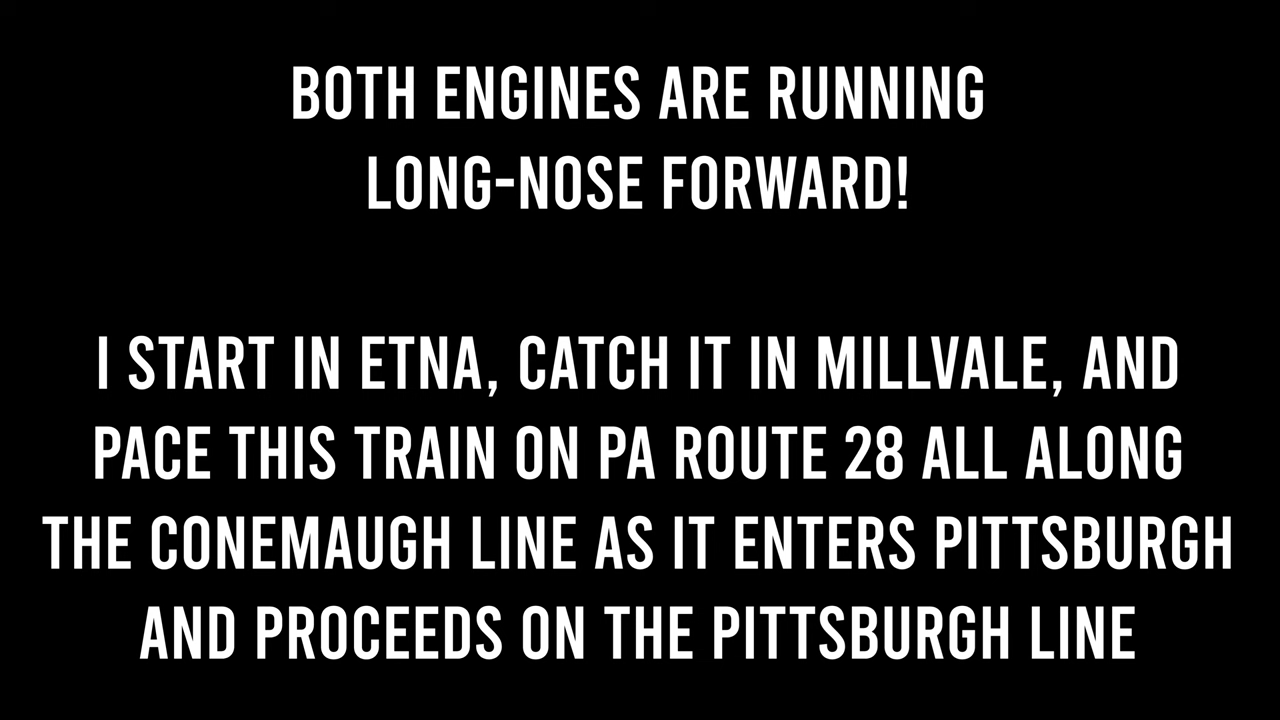 BOTH ENGINES ARE RUNNING
LONG-NOSE FORWARD!
I START IN ETNA, CATCH IT IN MILLVALE, AND
PACE THIS TRAIN ON PA ROUTE 28 ALL ALONG
THE CONEMAUGH LINE AS IT ENTERS PITTSBURGH
AND PROCEEDS ON THE PITTSBURGH LINE